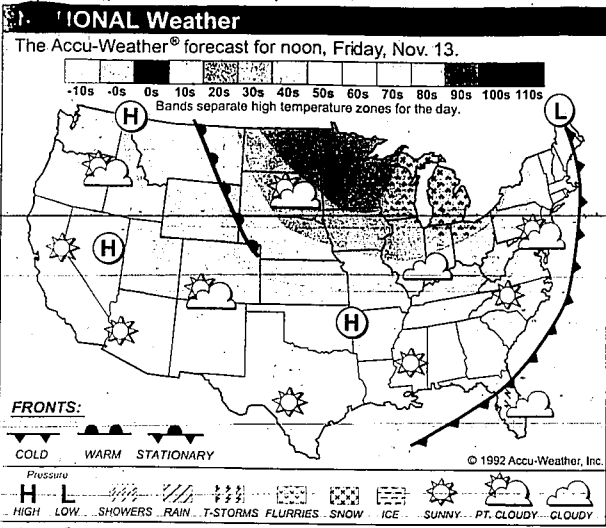 IONAL Weather
The Accu-Weather® forecast for noon, Friday, Nov. 13.
-10s -0s 0s 10s 20s 30s 40s 50s 60s 70s 80s 90s 100s 110s
Bands separate high temperature zones for the day.
H
L
H
H
FRONTS:
COLD WARM STATIONARY
© 1992 Accu-Weather, Inc.
Pressure
H L
HIGH LOW SHOWERS RAIN T-STORMS FLURRIES SNOW ICE SUNNY PT. CLOUDY CLOUDY